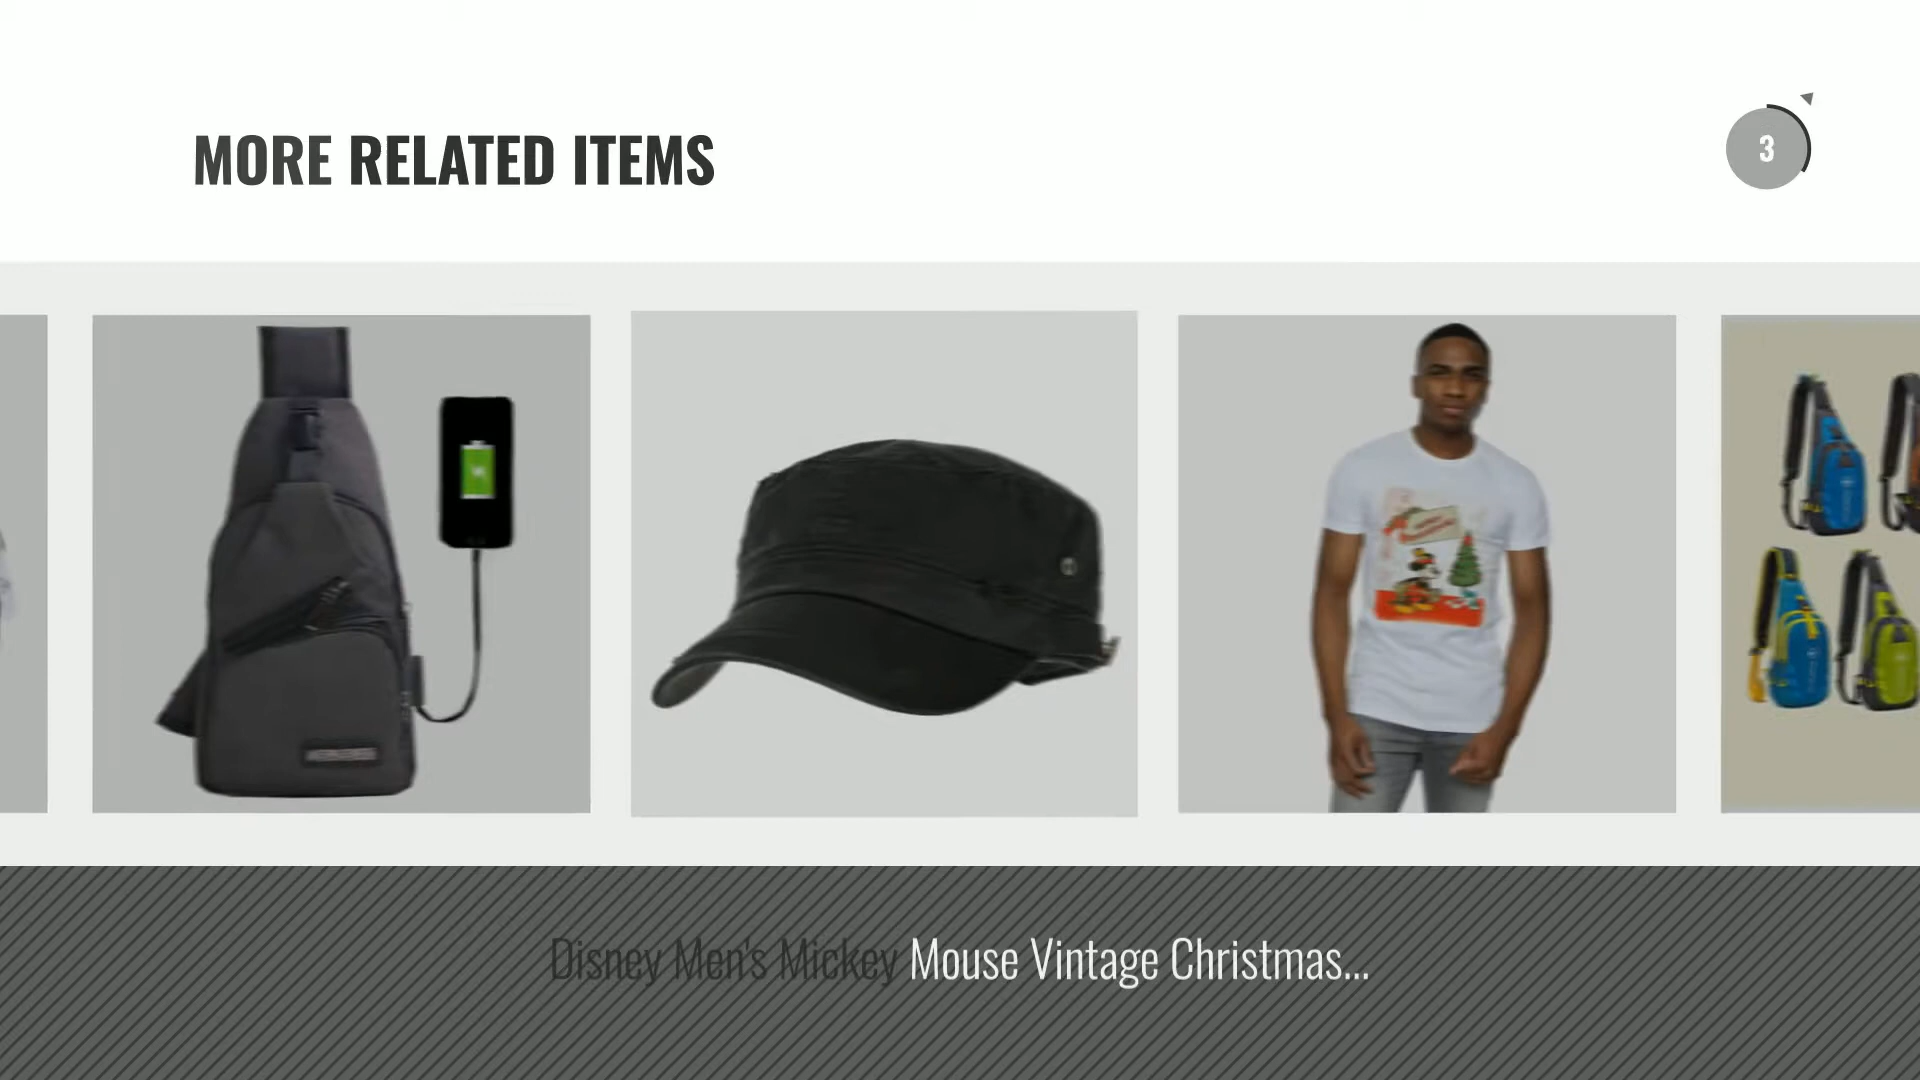 MORE RELATED ITEMS
3
Disney Men's Mickey Mouse Vintage Christmas...